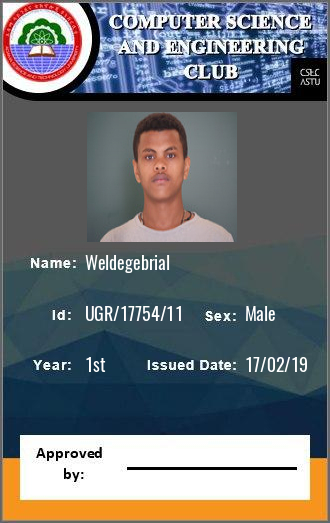 COMPUTER SCIENCE
AND ENGINEERING
CLUB
CSEC
ASTU
Name: Weldegebrial
Id: UGR/17754/11 Sex: Male
Year: 1st Issued Date: 17/02/19
Approved
by: